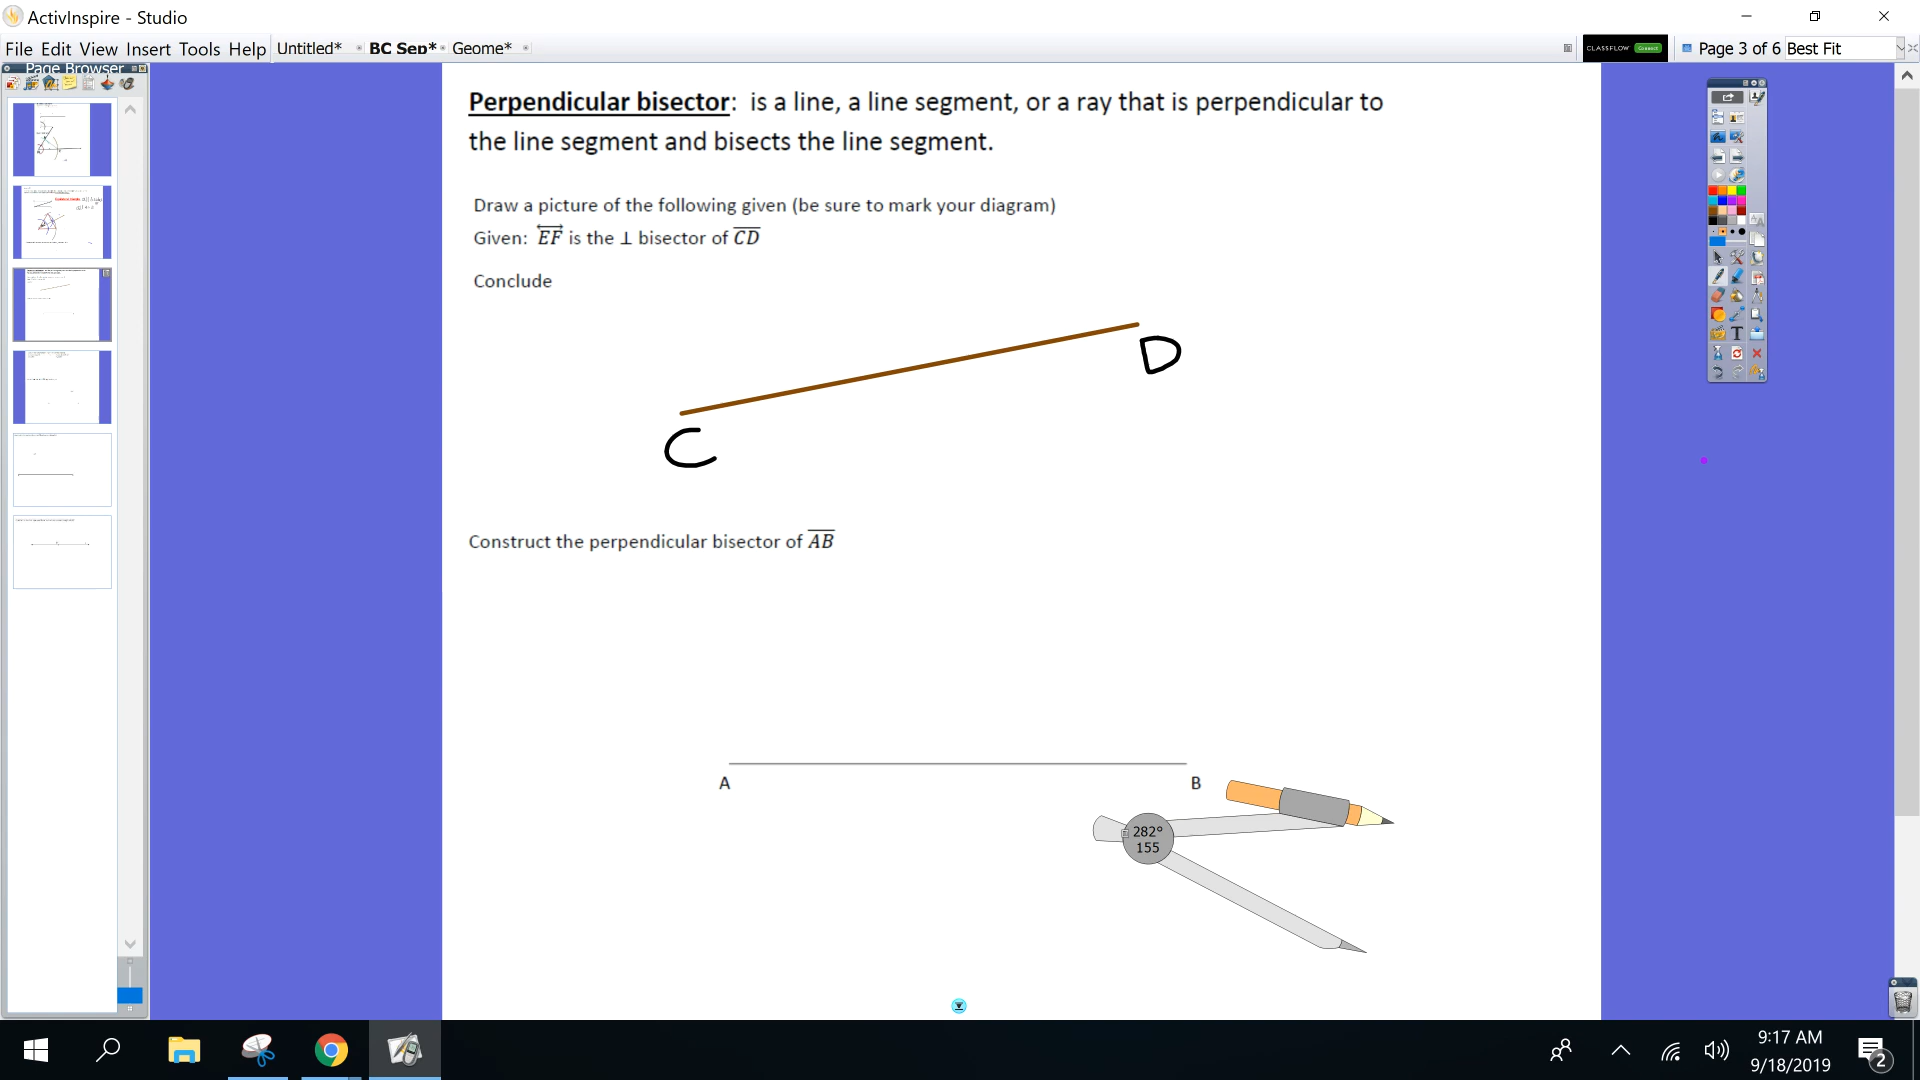 ActivInspire - Studio
File Edit View Insert Tools Help Untitled* BC Sep* Geome* CLASSFLOW Connect Page 3 of 6 Best Fit
Page Browser
Perpendicular bisector: is a line, a line segment, or a ray that is perpendicular to
the line segment and bisects the line segment.
Draw a picture of the following given (be sure to mark your diagram)
Given: EF is the ⊥ bisector of CD
Conclude
D
C
Construct the perpendicular bisector of AB
A B
282°
155
9:17 AM
9/18/2019
2